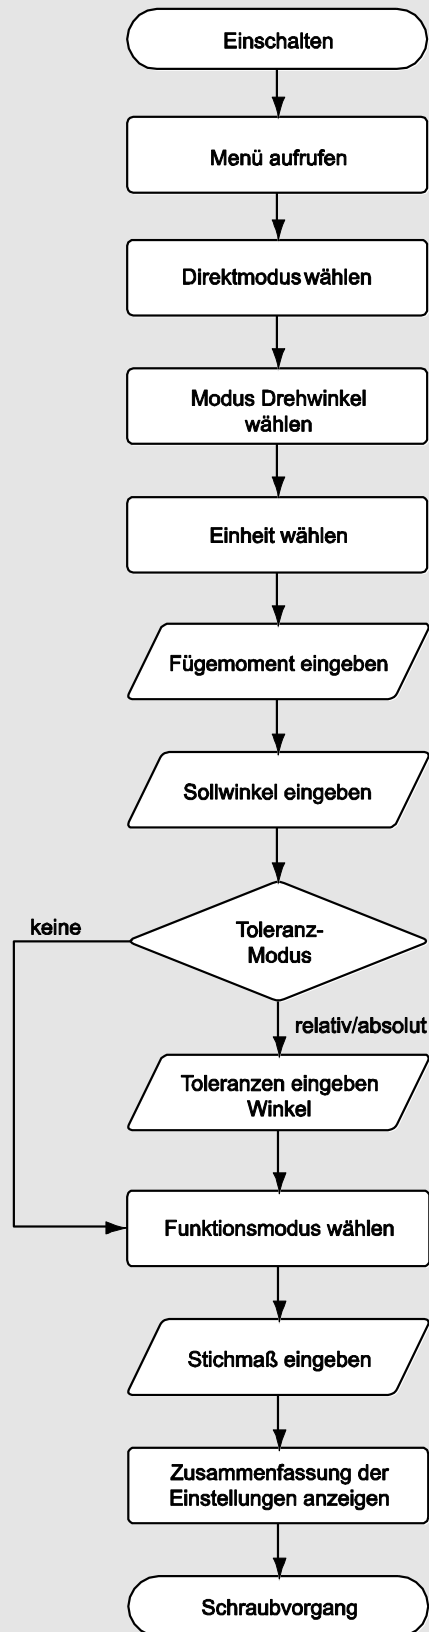 Einschalten
Menü aufrufen
Direktmodus wählen
Modus Drehwinkel
wählen
Einheit wählen
Fügemoment eingeben
Sollwinkel eingeben
keine
Toleranz-
Modus
relativ/absolut
Toleranzen eingeben
Winkel
Funktionsmodus wählen
Stichmaß eingeben
Zusammenfassung der
Einstellungen anzeigen
Schraubvorgang